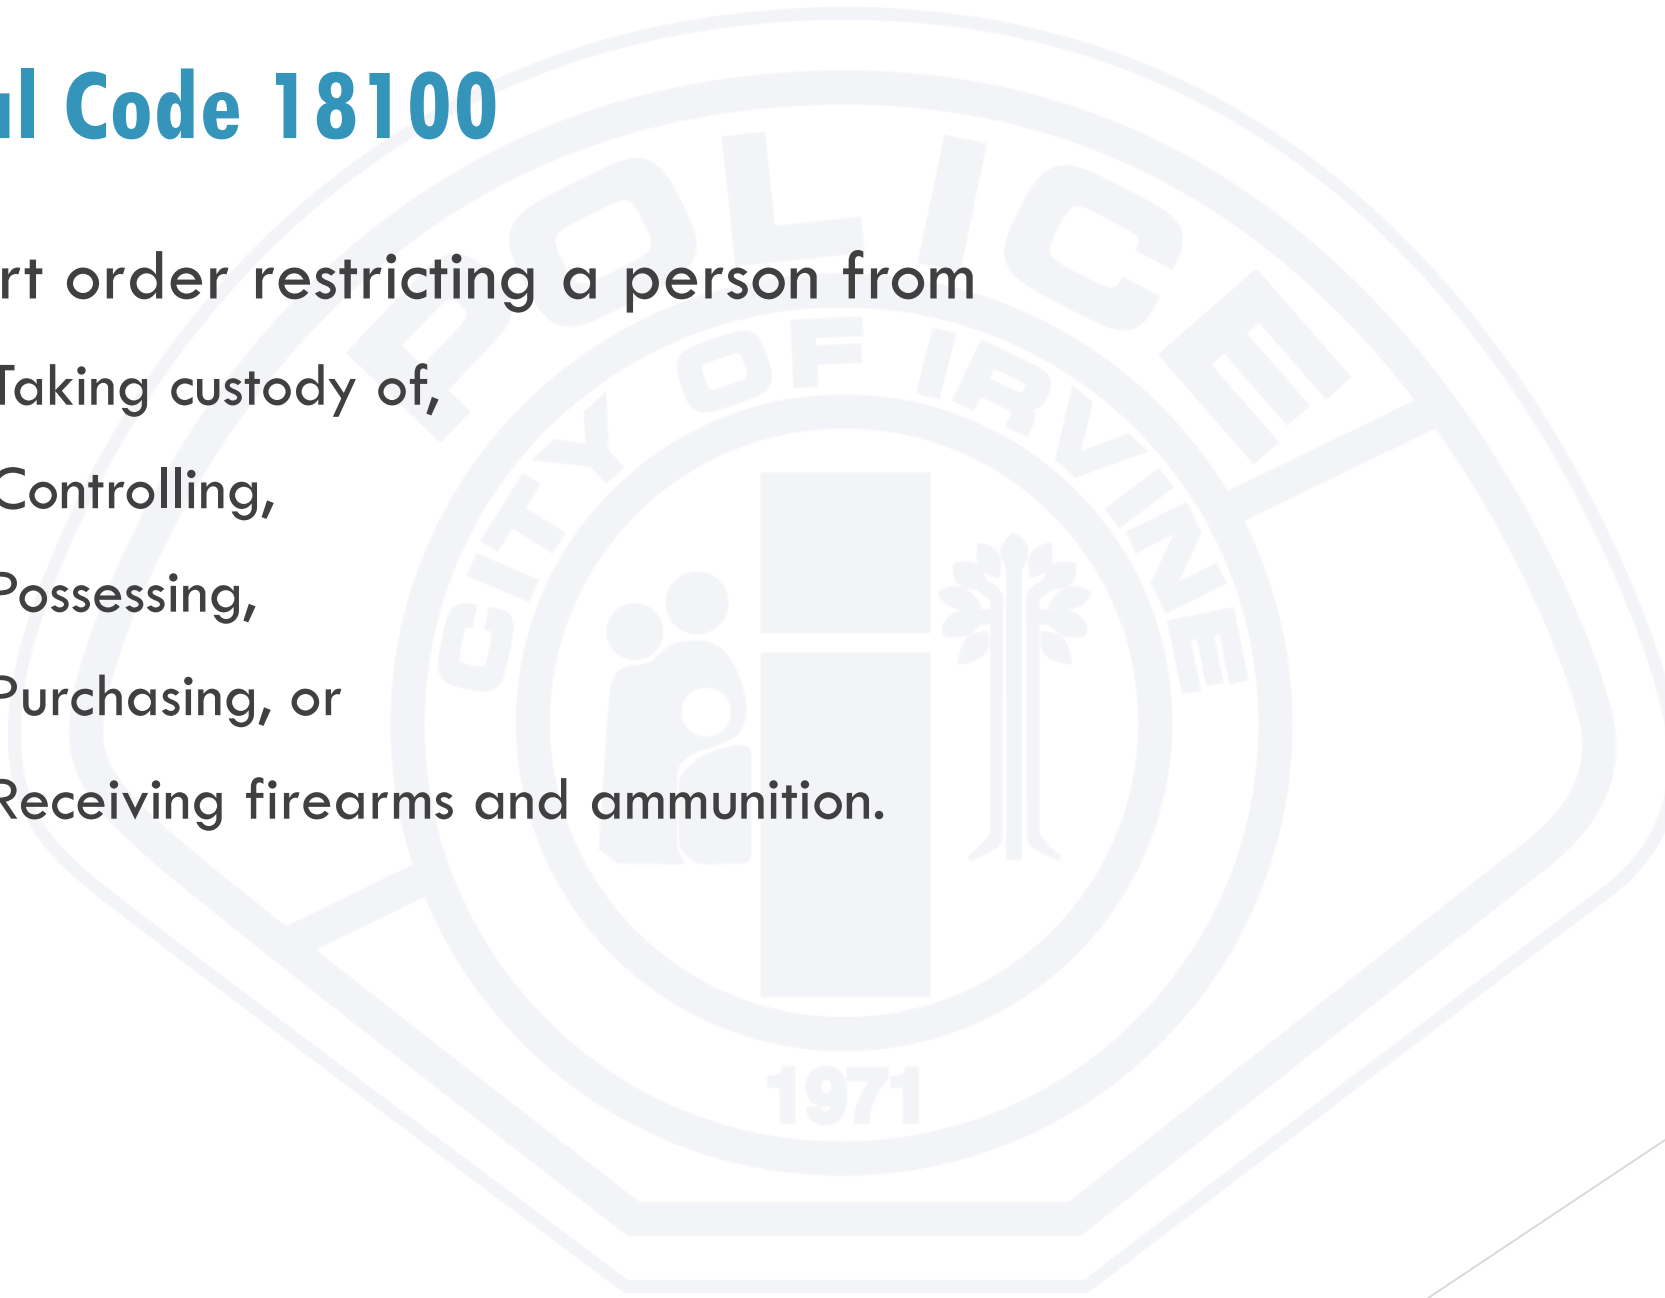 al Code 18100
rt order restricting a person from
Taking custody of,
Controlling,
Possessing,
Purchasing, or
Receiving firearms and ammunition.
POLICE
CITY OF IRVINE
1971